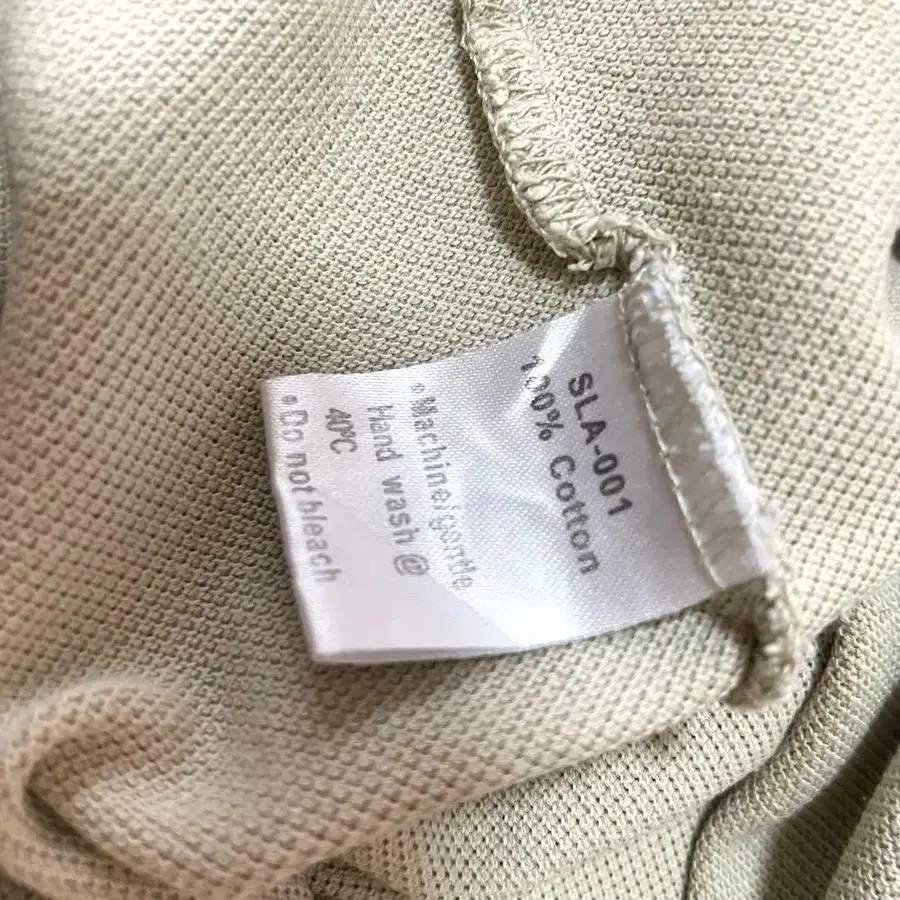 SLA-001
100% Cotton
•Machine/gentle
Hand wash @
40°C
•Do not bleach